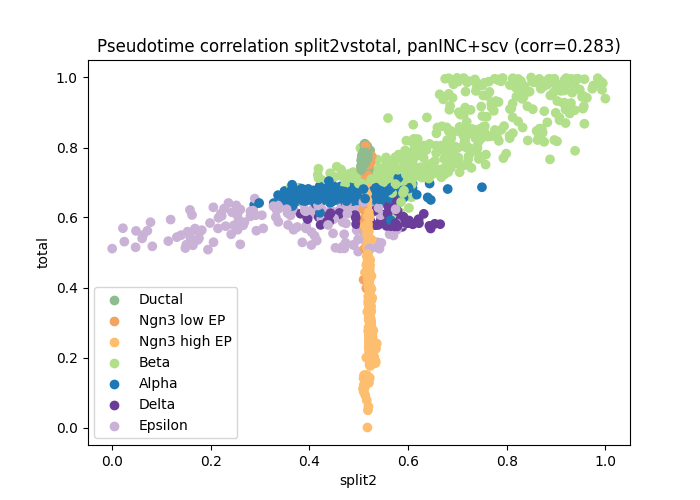 Pseudotime correlation split2vstotal, panINC+scv (corr=0.283)
1.0
0.8
0.6
0.4
0.2
0.0
total
Ductal
Ngn3 low EP
Ngn3 high EP
Beta
Alpha
Delta
Epsilon
0.0 0.2 0.4 0.6 0.8 1.0
split2